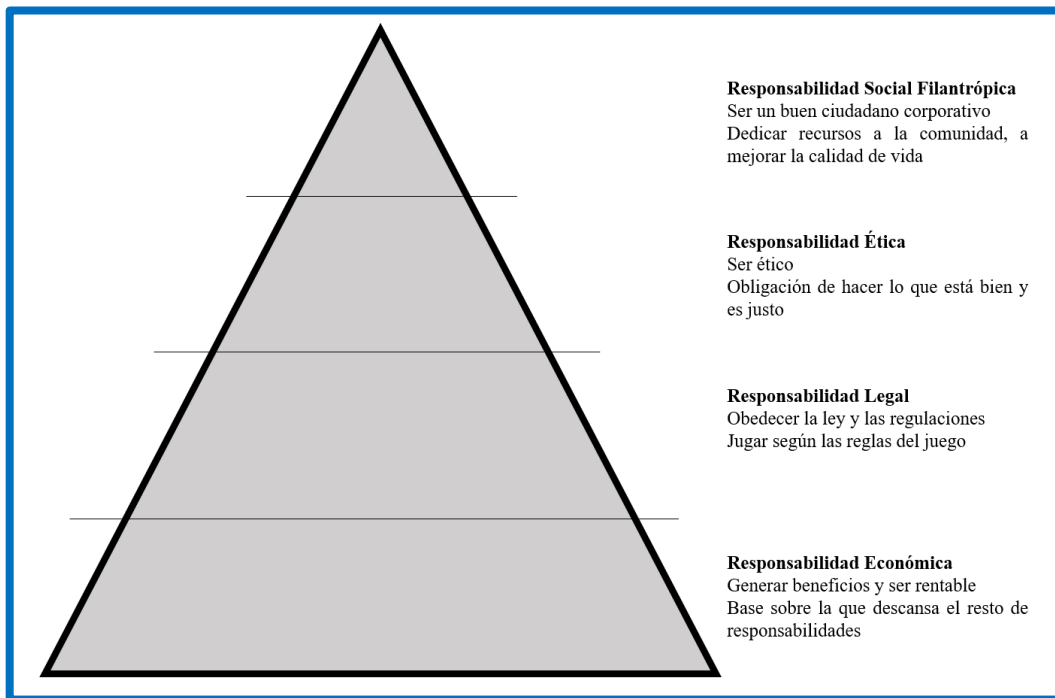 Responsabilidad Social Filantrópica
Ser un buen ciudadano corporativo
Dedicar recursos a la comunidad, a
mejorar la calidad de vida
Responsabilidad Ética
Ser ético
Obligación de hacer lo que está bien y
es justo
Responsabilidad Legal
Obedecer la ley y las regulaciones
Jugar según las reglas del juego
Responsabilidad Económica
Generar beneficios y ser rentable
Base sobre la que descansa el resto de
responsabilidades